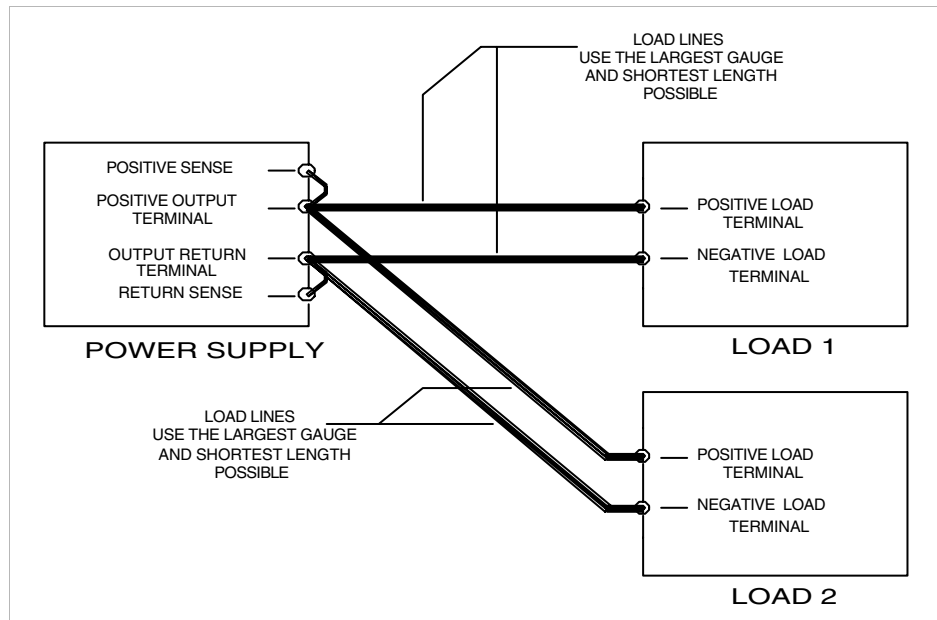 LOAD LINES
USE THE LARGEST GAUGE
AND SHORTEST LENGTH
POSSIBLE
POSITIVE SENSE
POSITIVE OUTPUT
TERMINAL
OUTPUT RETURN
TERMINAL
RETURN SENSE
POWER SUPPLY
POSITIVE LOAD
TERMINAL
NEGATIVE LOAD
TERMINAL
LOAD 1
LOAD LINES
USE THE LARGEST GAUGE
AND SHORTEST LENGTH
POSSIBLE
POSITIVE LOAD
TERMINAL
NEGATIVE LOAD
TERMINAL
LOAD 2